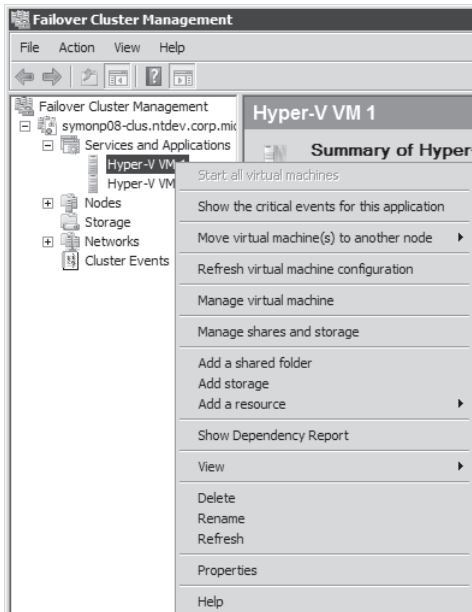 Failover Cluster Management
File Action View Help
Failover Cluster Management
symonp08-clus.ntdev.corp.mic
Services and Applications
Hyper-V VM 1
Hyper-V VM
Nodes
Storage
Networks
Cluster Events
Hyper-V VM 1
Summary of Hyper-
Start all virtual machines
Show the critical events for this application
Move virtual machine(s) to another node
Refresh virtual machine configuration
Manage virtual machine
Manage shares and storage
Add a shared folder
Add storage
Add a resource
Show Dependency Report
View
Delete
Rename
Refresh
Properties
Help